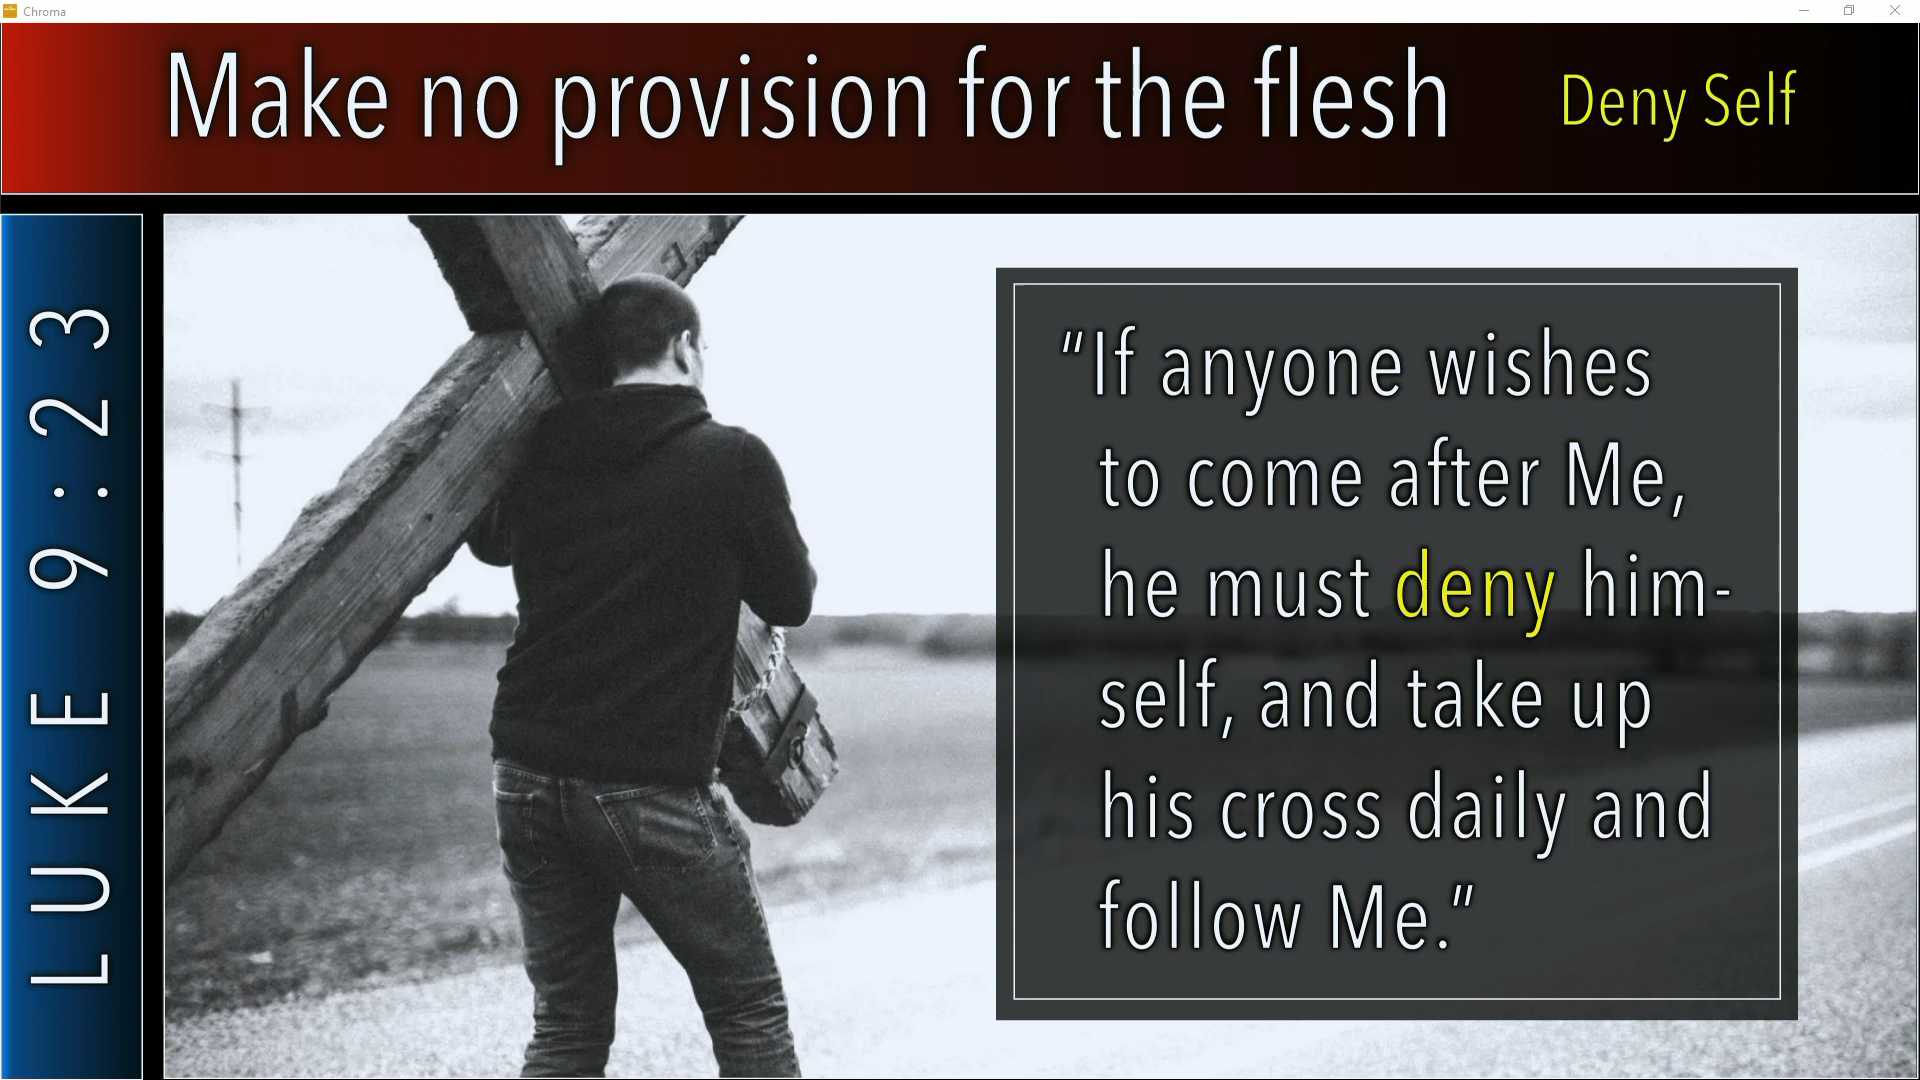 Chroma
Make no provision for the flesh
Deny Self
LUKE 9:23
“If anyone wishes
to come after Me,
he must deny him-
self, and take up
his cross daily and
follow Me.”